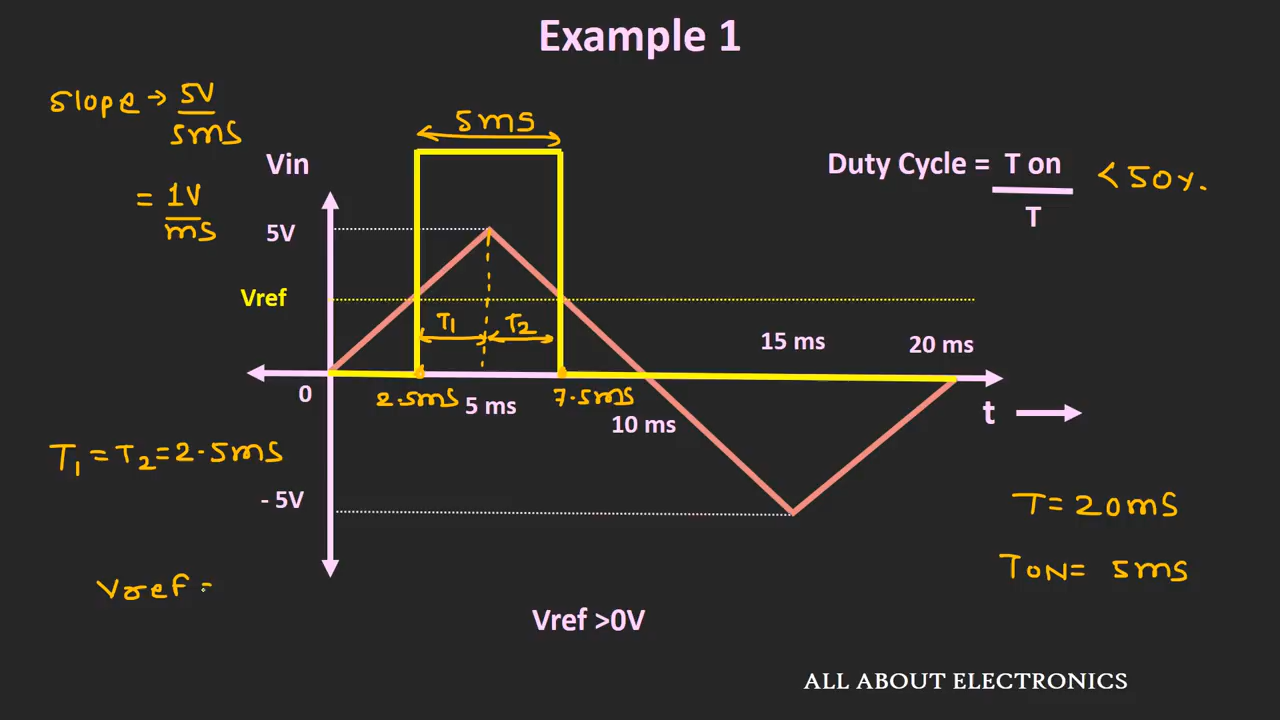 Example 1
Slope → 5V
5mS
= 1V
mS
5mS
Vin
Duty Cycle = T on
T
< 50%.
5V
Vref
T1
T2
15 ms
20 ms
0
2.5mS
5 ms
7.5mS
10 ms
t
T1 = T2 = 2.5mS
- 5V
T = 20mS
TON = 5mS
Vref =
Vref >0V
ALL ABOUT ELECTRONICS